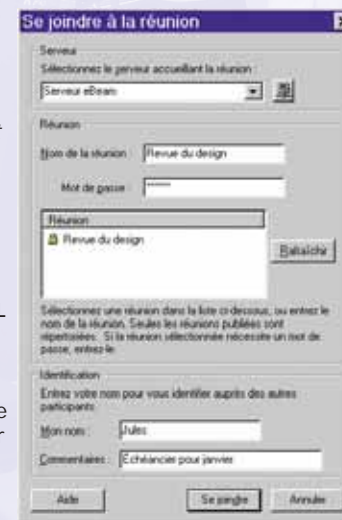 Se joindre à la réunion
Serveur
Sélectionnez le serveur accueillant la réunion :
Serveur eBeam
Réunion
Nom de la réunion : Revue du design
Mot de passe : ******
Réunion
Revue du design
Rafraîchir
Sélectionnez une réunion dans la liste ci-dessous, ou entrez le
nom de la réunion. Seules les réunions publiées sont
répertoriées. Si la réunion sélectionnée nécessite un mot de
passe, entrez-le.
Identification
Entrez votre nom pour vous identifier auprès des autres
participants
Mon nom : Jules
Commentaires : Échéancier pour janvier
Aide
Se joindre
Annuler